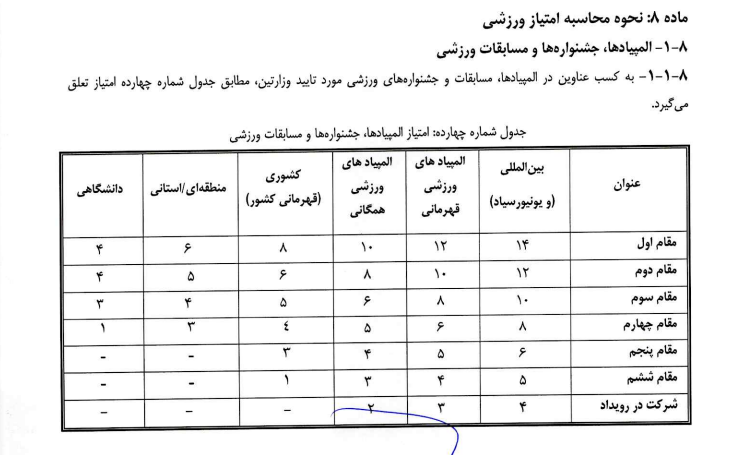 ماده ۸: نحوه محاسبه امتیاز ورزشی
۸-۱- المپیادها، جشنواره‌ها و مسابقات ورزشی
۸-۱-۱- به کسب عناوین در المپیادها، مسابقات و جشنواره‌های ورزشی مورد تایید وزارتین، مطابق جدول شماره چهارده امتیاز تعلق
می‌گیرد.
جدول شماره چهارده: امتیاز المپیادها، جشنواره‌ها و مسابقات ورزشی
عنوان بین‌المللی (و یونیورسیاد) المپیاد های ورزشی قهرمانی المپیاد های ورزشی همگانی کشوری (قهرمانی کشور) منطقه‌ای/استانی دانشگاهی
مقام اول ۱۴ ۱۲ ۱۰ ۸ ۶ ۴
مقام دوم ۱۲ ۱۰ ۸ ۶ ۵ ۴
مقام سوم ۱۰ ۸ ۶ ۵ ۴ ۳
مقام چهارم ۸ ۶ ۵ ٤ ۳ ۱
مقام پنجم ۶ ۵ ۴ ۳ - -
مقام ششم ۵ ۴ ۳ ۱ - -
شرکت در رویداد ۴ ۳ ۲ - - -